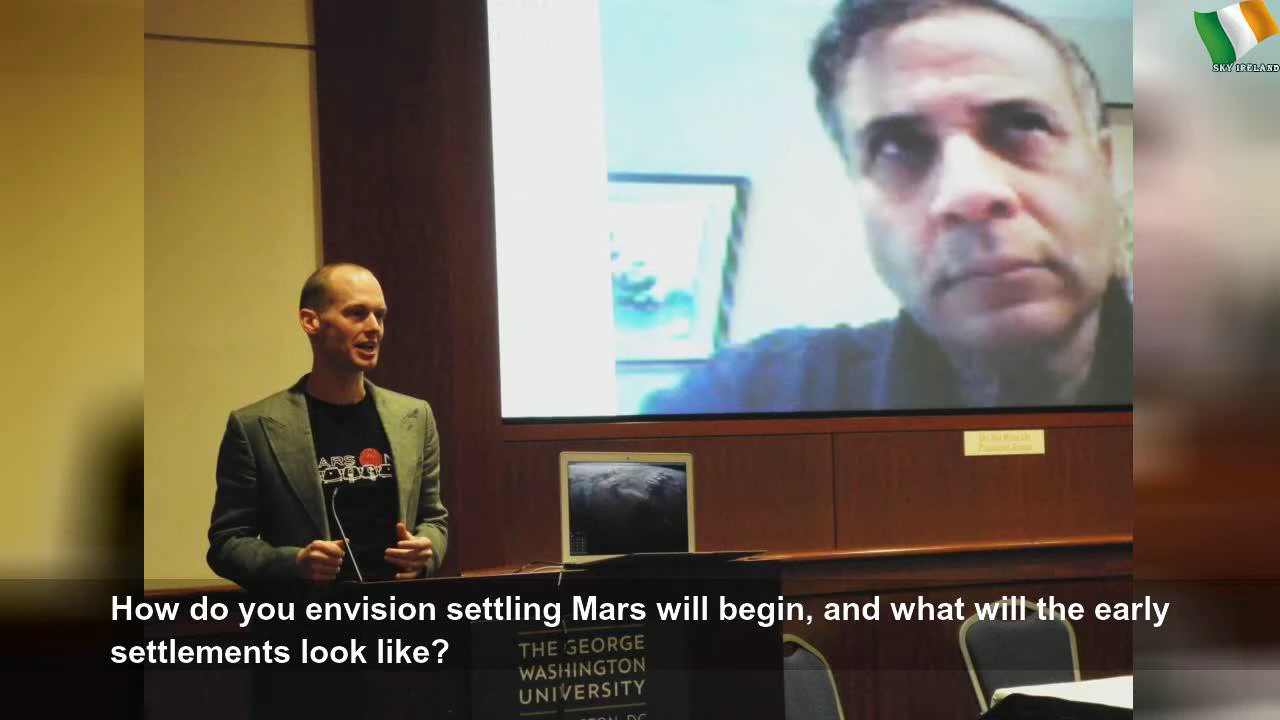 SKY IRELAND
ARS
How do you envision settling Mars will begin, and what will the early
settlements look like?
THE GEORGE
WASHINGTON
UNIVERSITY